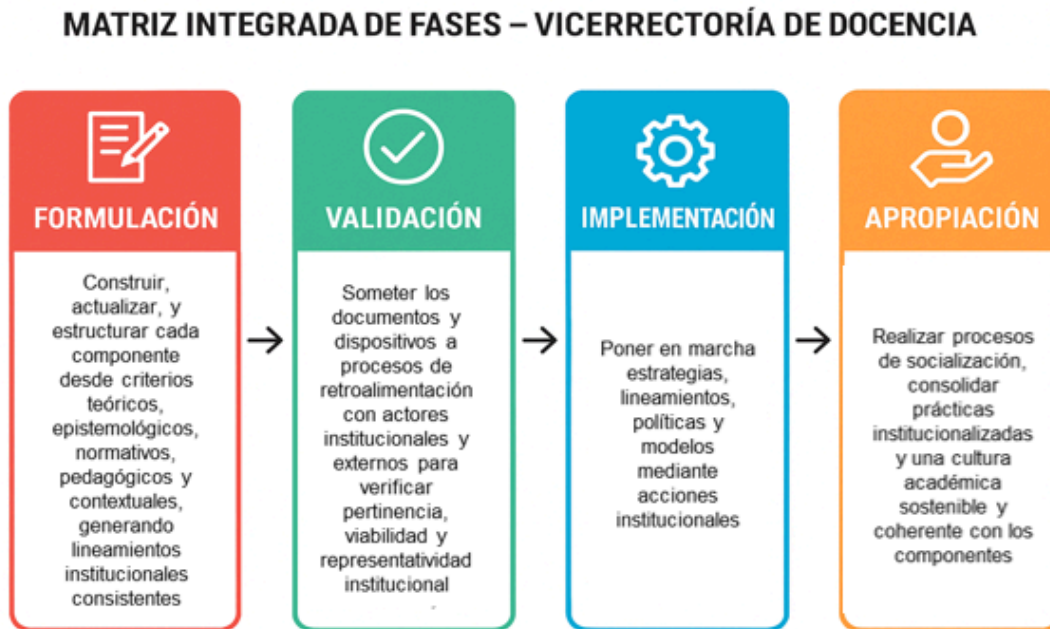 MATRIZ INTEGRADA DE FASES – VICERRECTORÍA DE DOCENCIA
FORMULACIÓN
Construir,
actualizar, y
estructurar cada
componente
desde criterios
teóricos,
epistemológicos,
normativos,
pedagógicos y
contextuales,
generando
lineamientos
institucionales
consistentes
VALIDACIÓN
Someter los
documentos y
dispositivos a
procesos de
retroalimentación
con actores
institucionales y
externos para
verificar
pertinencia,
viabilidad y
representatividad
institucional
IMPLEMENTACIÓN
Poner en marcha
estrategias,
lineamientos,
políticas y
modelos
mediante
acciones
institucionales
APROPIACIÓN
Realizar procesos
de socialización,
consolidar
prácticas
institucionalizadas
y una cultura
académica
sostenible y
coherente con los
componentes